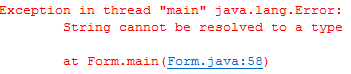 Exception in thread "main" java.lang.Error:
String cannot be resolved to a type
at Form.main(Form.java:58)